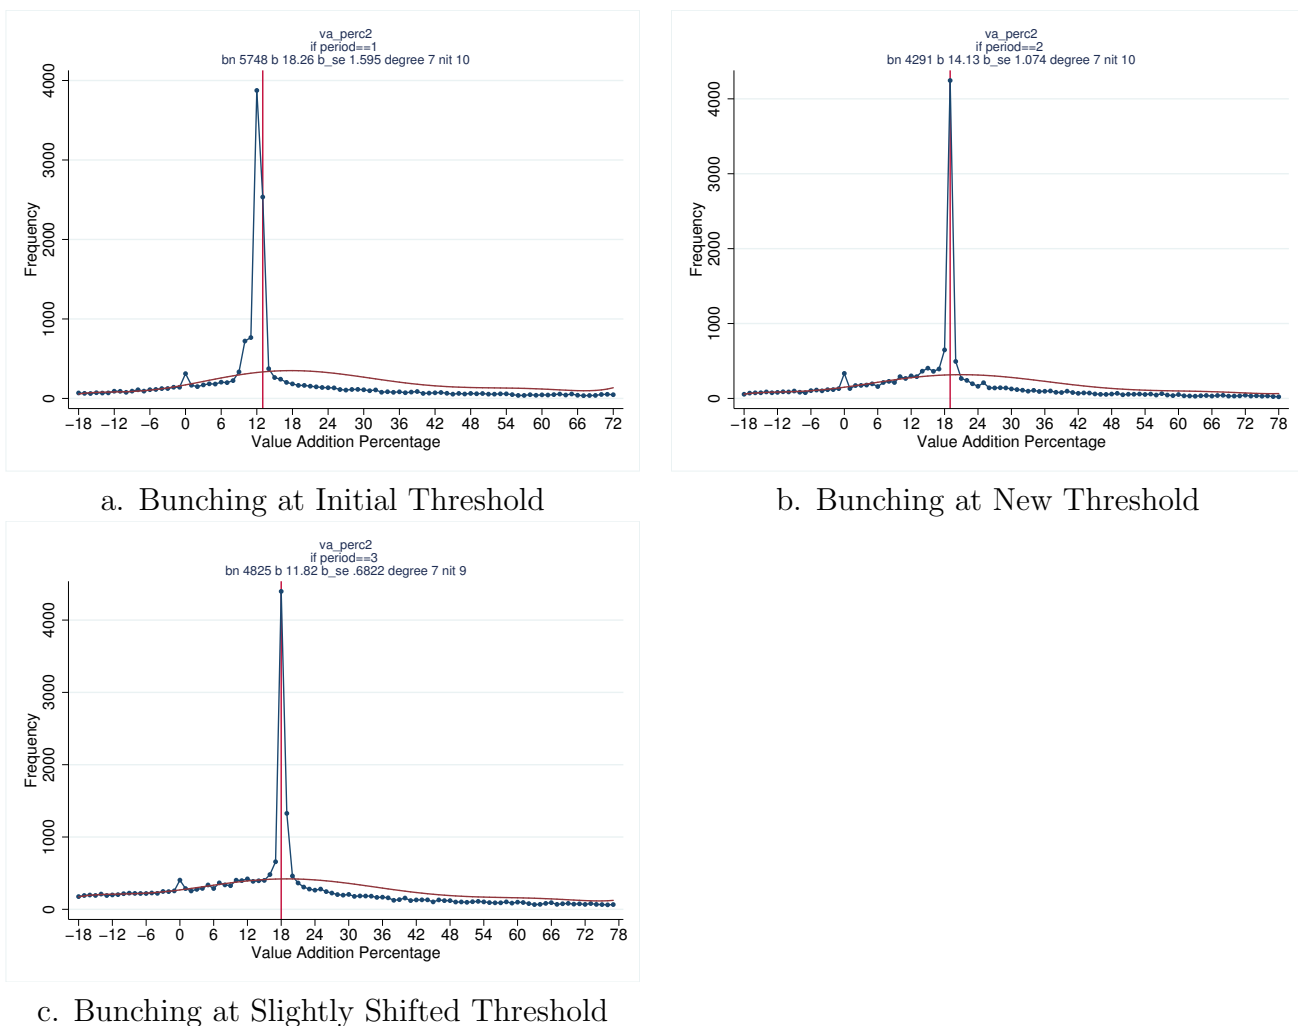 va_perc2
if period==1
bn 5748 b 18.26 b_se 1.595 degree 7 nit 10
Frequency
4000
3000
2000
1000
0
−18 −12 −6 0 6 12 18 24 30 36 42 48 54 60 66 72
Value Addition Percentage
a. Bunching at Initial Threshold
va_perc2
if period==2
bn 4291 b 14.13 b_se 1.074 degree 7 nit 10
Frequency
4000
3000
2000
1000
0
−18 −12 −6 0 6 12 18 24 30 36 42 48 54 60 66 72 78
Value Addition Percentage
b. Bunching at New Threshold
va_perc2
if period==3
bn 4825 b 11.82 b_se .6822 degree 7 nit 9
Frequency
4000
3000
2000
1000
0
−18 −12 −6 0 6 12 18 24 30 36 42 48 54 60 66 72 78
Value Addition Percentage
c. Bunching at Slightly Shifted Threshold